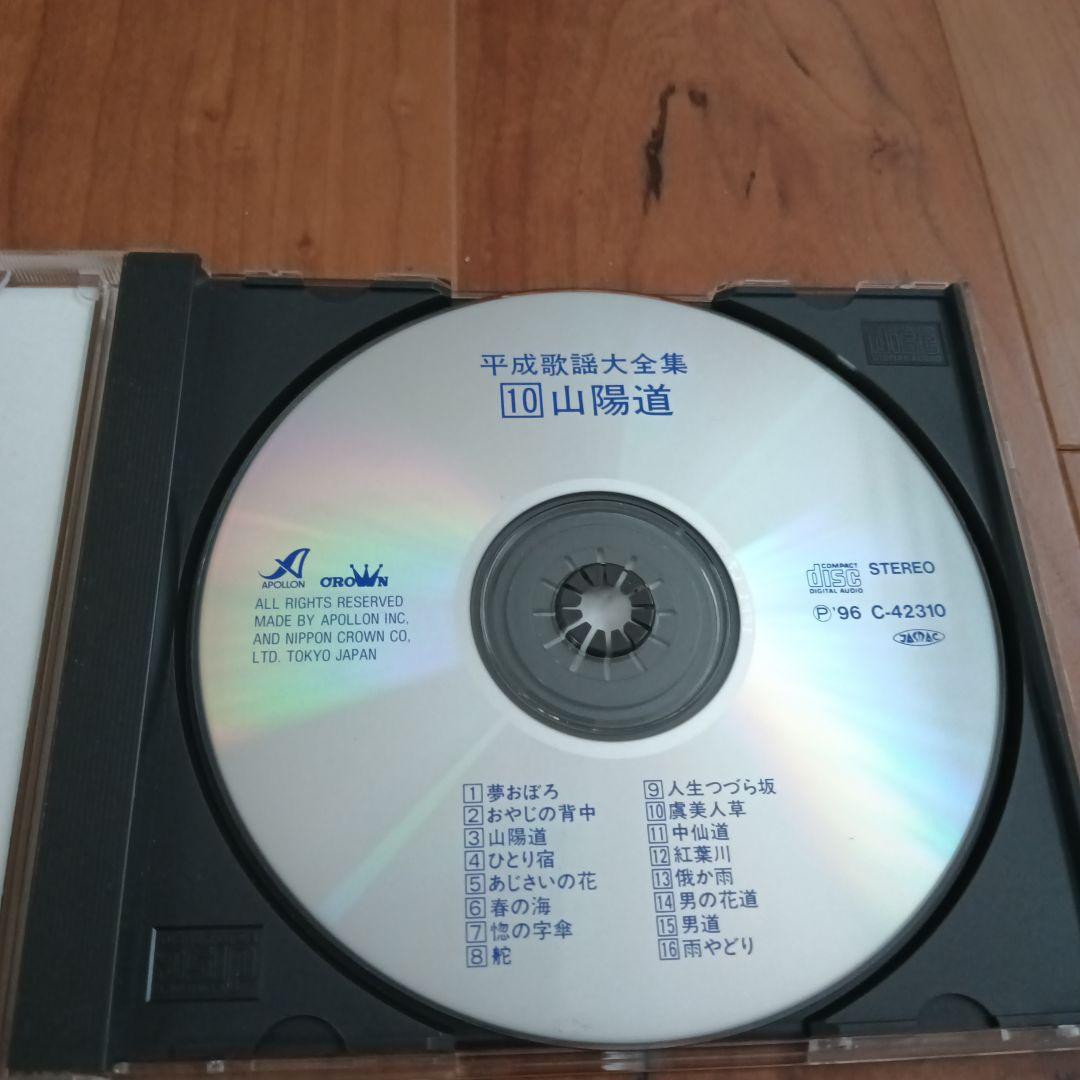 平成歌謡大全集
10 山陽道
APOLLON
CROWN
ALL RIGHTS RESERVED
MADE BY APOLLON INC,
AND NIPPON CROWN CO,
LTD. TOKYO JAPAN
COMPACT
disc
DIGITAL AUDIO
STEREO
Ⓟ'96 C-42310
JASRAC
1 夢おぼろ
2 おやじの背中
3 山陽道
4 ひとり宿
5 あじさいの花
6 春の海
7 惚の字傘
8 舵
9 人生つづら坂
10 虞美人草
11 中仙道
12 紅葉川
13 俄か雨
14 男の花道
15 男道
16 雨やどり